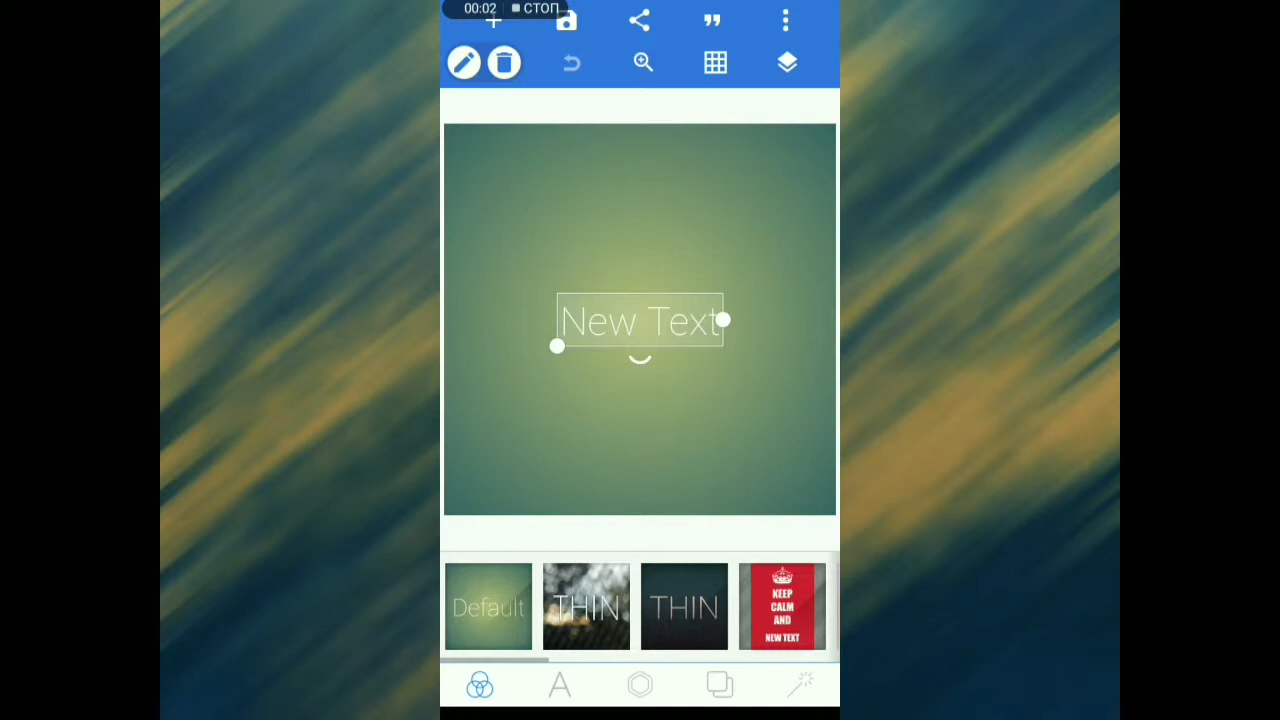 00:02 СТОП
New Text
Default
THIN
THIN
KEEP
CALM
AND
NEW TEXT